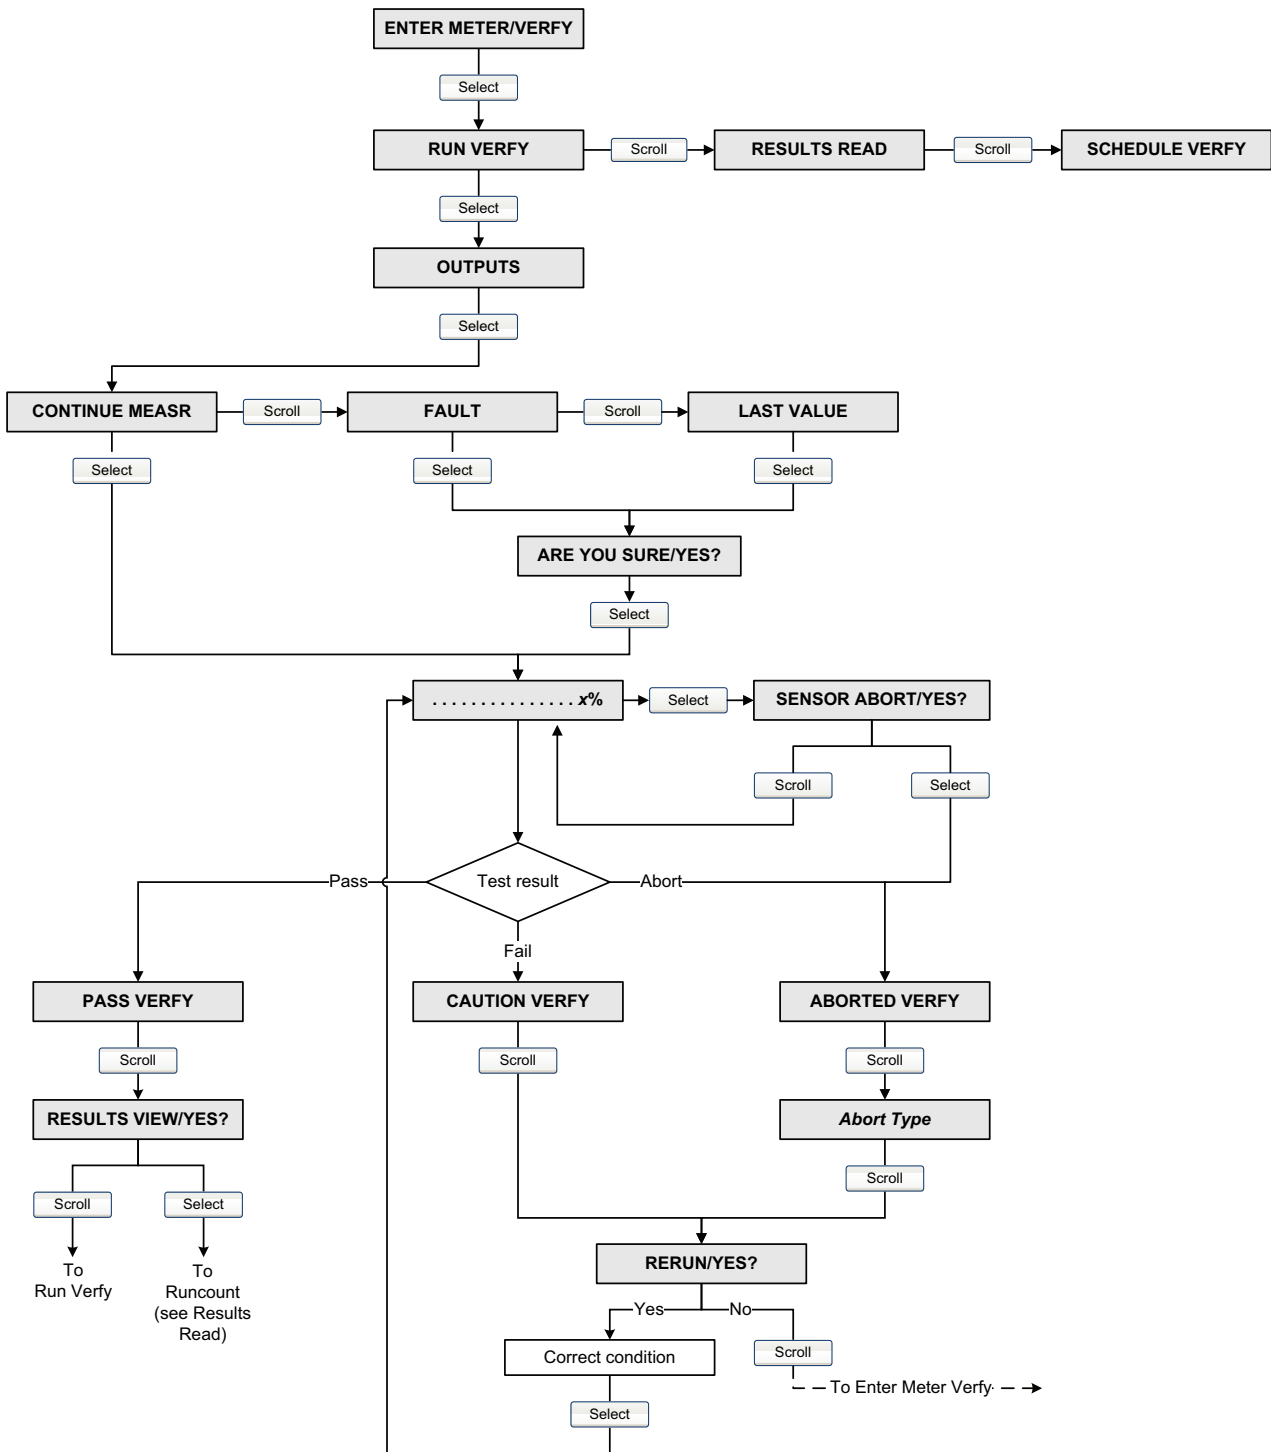 ENTER METER/VERFY
Select
RUN VERFY
Scroll
RESULTS READ
Scroll
SCHEDULE VERFY
Select
OUTPUTS
Select
CONTINUE MEASR
Scroll
FAULT
Scroll
LAST VALUE
Select
Select
Select
ARE YOU SURE/YES?
Select
. . . . . . . . . . . . . . . x%
Select
SENSOR ABORT/YES?
Scroll
Select
Pass
Test result
Abort
Fail
PASS VERFY
CAUTION VERFY
ABORTED VERFY
Scroll
Scroll
Scroll
RESULTS VIEW/YES?
Abort Type
Scroll
Select
Scroll
To
Run Verfy
To
Runcount
(see Results
Read)
RERUN/YES?
Yes
No
Correct condition
Scroll
To Enter Meter Verfy
Select